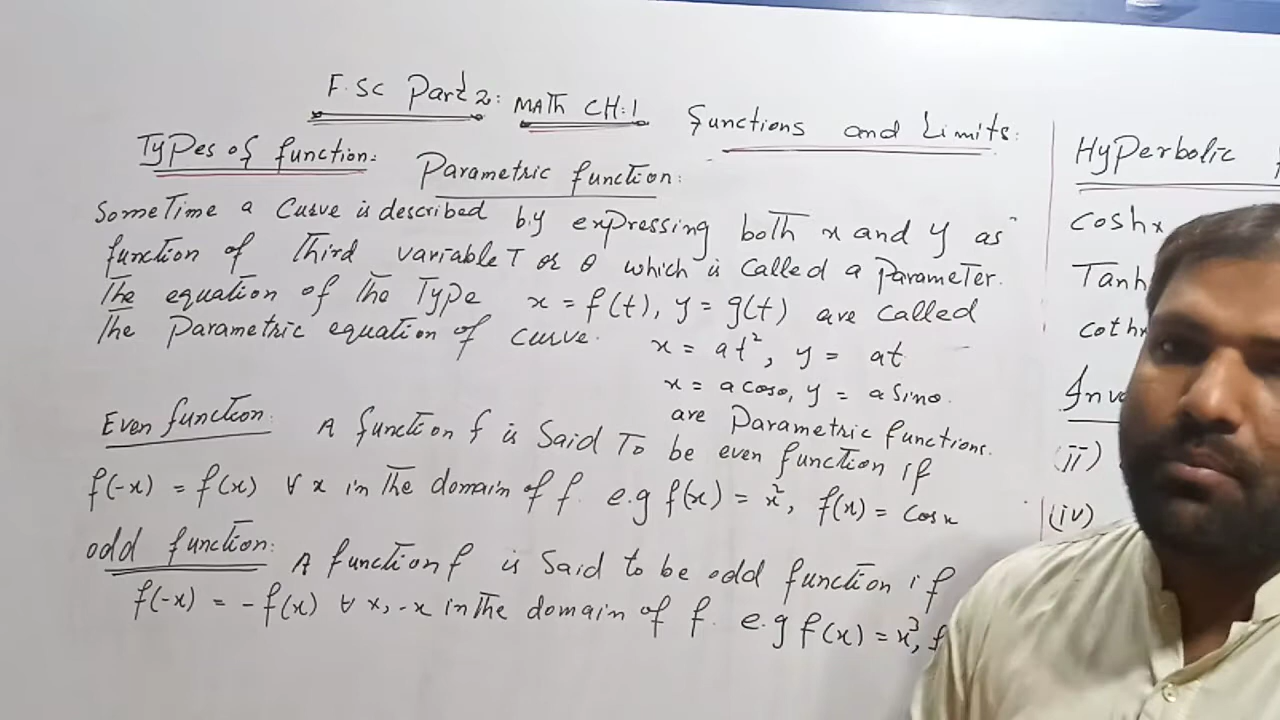 F.Sc Part 2: MATH CH:1 Functions and Limits:
Types of function: Parametric function:
Sometime a curve is described by expressing both x and y as
function of Third variable T or θ which is called a parameter.
The equation of the Type x = f(t), y = g(t) are called
The parametric equation of curve.
x = at², y = at
x = a cosθ, y = a sinθ.
are Parametric functions.
Even function: A function f is Said To be even function if
f(-x) = f(x) ∀ x in The domain of f. e.g f(x) = x², f(x) = cosx
odd function: A function f is Said to be odd function if
f(-x) = -f(x) ∀ x, -x in The domain of f. e.g f(x) = x³, f
Hyperbolic
coshx
Tanh
coth
(ii)
(iv)